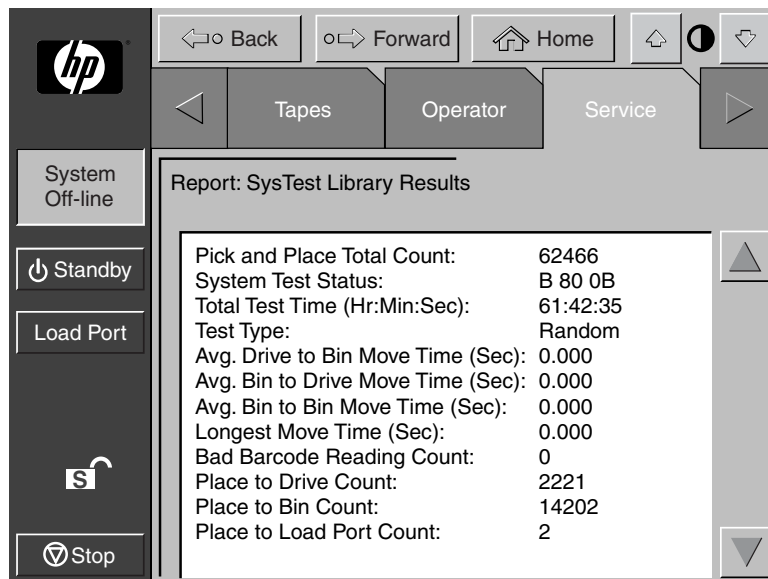 hp
Back
Forward
Home
Tapes
Operator
Service
System
Off-line
Standby
Load Port
S
Stop
Report: SysTest Library Results
Pick and Place Total Count: 62466
System Test Status: B 80 0B
Total Test Time (Hr:Min:Sec): 61:42:35
Test Type: Random
Avg. Drive to Bin Move Time (Sec): 0.000
Avg. Bin to Drive Move Time (Sec): 0.000
Avg. Bin to Bin Move Time (Sec): 0.000
Longest Move Time (Sec): 0.000
Bad Barcode Reading Count: 0
Place to Drive Count: 2221
Place to Bin Count: 14202
Place to Load Port Count: 2